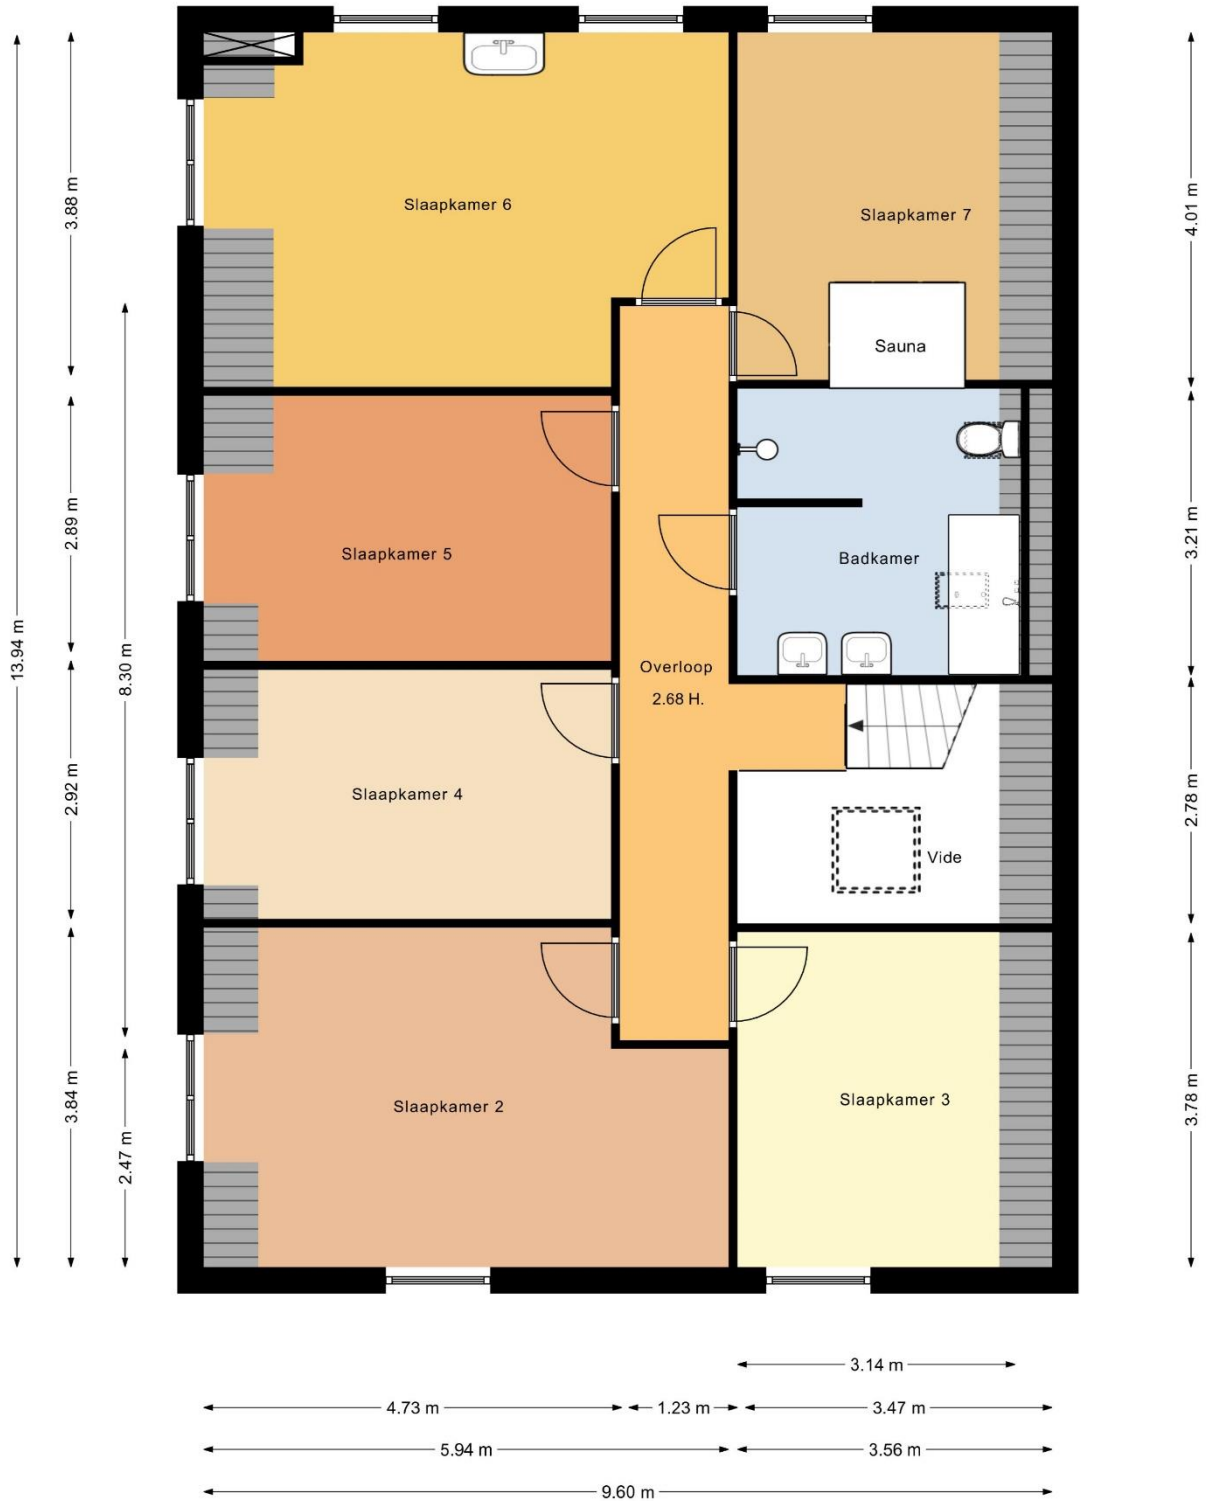 Slaapkamer 6
Slaapkamer 7
Sauna
Slaapkamer 5
Badkamer
Overloop
2.68 H.
Slaapkamer 4
Vide
Slaapkamer 2
Slaapkamer 3
13.94 m
3.88 m
2.89 m
2.92 m
3.84 m
8.30 m
2.47 m
4.01 m
3.21 m
2.78 m
3.78 m
3.14 m
4.73 m
1.23 m
3.47 m
5.94 m
3.56 m
9.60 m